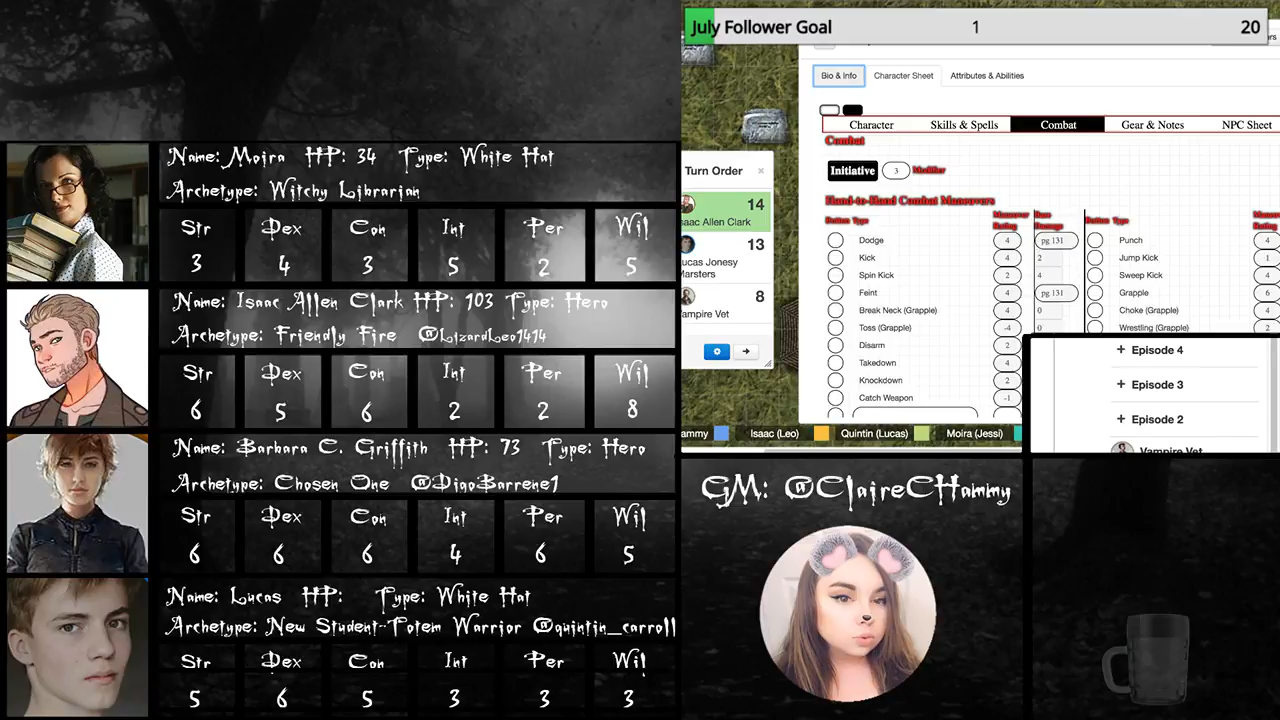 July Follower Goal 1 20
Name: Moira HP: 34 Type: White Hat
Archetype: Witchy Librarian
Str Dex Con Int Per Wil
3 4 3 5 2 5
Name: Isaac Allen Clark HP: 103 Type: Hero
Archetype: Friendly Fire @LizardLeo1414
Str Dex Con Int Per Wil
6 5 6 2 2 8
Name: Barbara C. Griffith HP: 73 Type: Hero
Archetype: Chosen One @DigoBarrene1
Str Dex Con Int Per Wil
6 6 6 4 6 5
Name: Lucas HP: Type: White Hat
Archetype: New Student-Totem Warrior @quintin_carroll
Str Dex Con Int Per Wil
5 6 5 3 3 3
Turn Order ×
14
saac Allen Clark
13
ucas Jonesy
Marsters
8
ampire Vet
Bio & Info Character Sheet Attributes & Abilities
Character Skills & Spells Combat Gear & Notes NPC Sheet
Combat
Initiative 3 Modifier
Hand-to-Hand Combat Maneuvers
Button Type Maneuver Rating Base Damage Button Type
Dodge 4 pg 131 Punch 4
Kick 4 2 Jump Kick 1
Spin Kick 2 4 Sweep Kick 4
Feint 4 pg 131 Grapple 6
Break Neck (Grapple) 4 0 Choke (Grapple) 4
Toss (Grapple) -4 0 Wrestling (Grapple) 2
Disarm 2
Takedown 4
Knockdown 2
Catch Weapon -1
+ Episode 4
+ Episode 3
+ Episode 2
Vampire Vet
ammy Isaac (Leo) Quintin (Lucas) Moira (Jessi)
GM: @ClaireCHammy